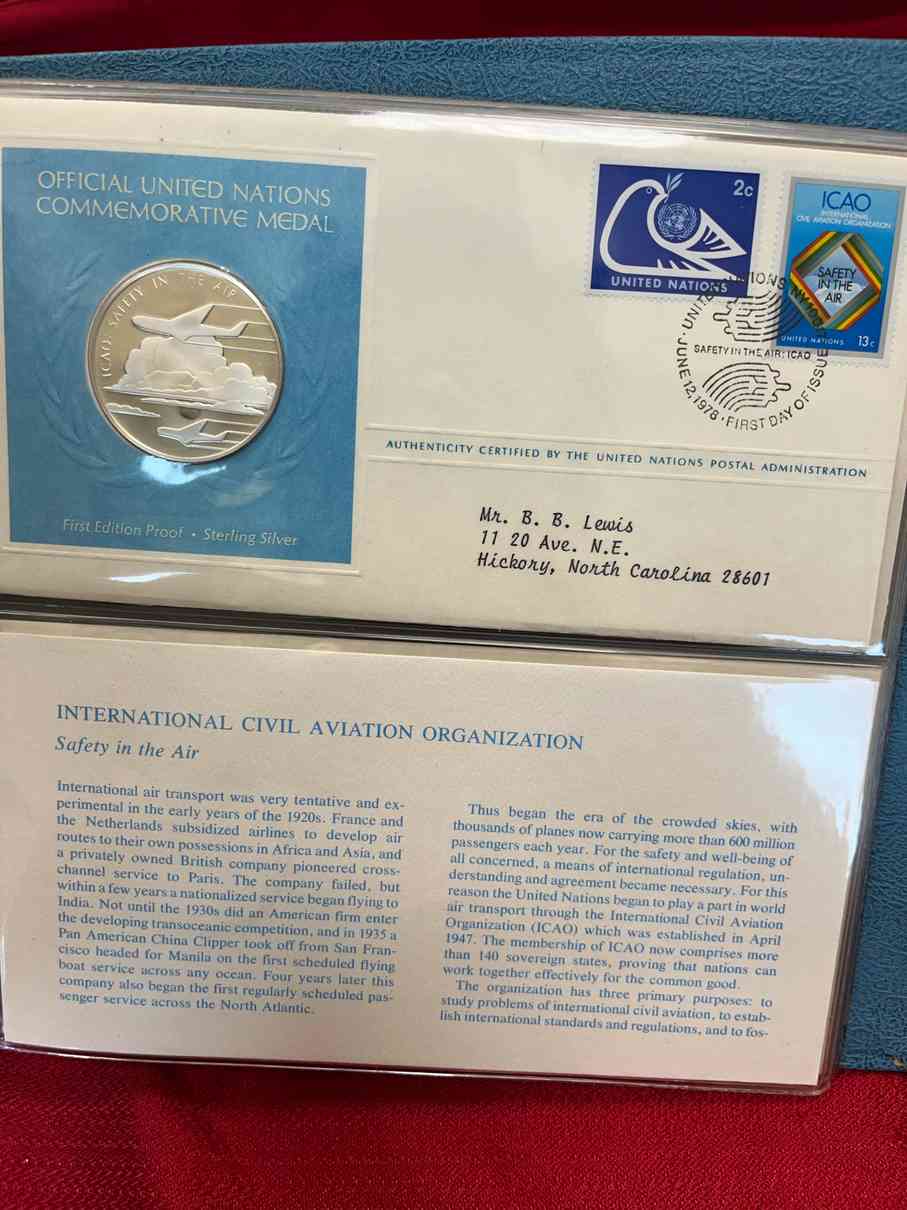 OFFICIAL UNITED NATIONS
COMMEMORATIVE MEDAL
ICAO: SAFETY IN THE AIR
First Edition Proof • Sterling Silver
2c
UNITED NATIONS
ICAO
INTERNATIONAL
CIVIL AVIATION ORGANIZATION
SAFETY
IN THE
AIR
UNITED NATIONS 13c
UNITED NATIONS, NY
SAFETY IN THE AIR: ICAO
JUNE 12, 1978 · FIRST DAY OF ISSUE
AUTHENTICITY CERTIFIED BY THE UNITED NATIONS POSTAL ADMINISTRATION
Mr. B. B. Lewis
11 20 Ave. N.E.
Hickory, North Carolina 28601
INTERNATIONAL CIVIL AVIATION ORGANIZATION
Safety in the Air
International air transport was very tentative and ex-
perimental in the early years of the 1920s. France and
the Netherlands subsidized airlines to develop air
routes to their own possessions in Africa and Asia, and
a privately owned British company pioneered cross-
channel service to Paris. The company failed, but
within a few years a nationalized service began flying to
India. Not until the 1930s did an American firm enter
the developing transoceanic competition, and in 1935 a
Pan American China Clipper took off from San Fran-
cisco headed for Manila on the first scheduled flying
boat service across any ocean. Four years later this
company also began the first regularly scheduled pas-
senger service across the North Atlantic.
Thus began the era of the crowded skies, with
thousands of planes now carrying more than 600 million
passengers each year. For the safety and well-being of
all concerned, a means of international regulation, un-
derstanding and agreement became necessary. For this
reason the United Nations began to play a part in world
air transport through the International Civil Aviation
Organization (ICAO) which was established in April
1947. The membership of ICAO now comprises more
than 140 sovereign states, proving that nations can
work together effectively for the common good.
The organization has three primary purposes: to
study problems of international civil aviation, to estab-
lish international standards and regulations, and to fos-